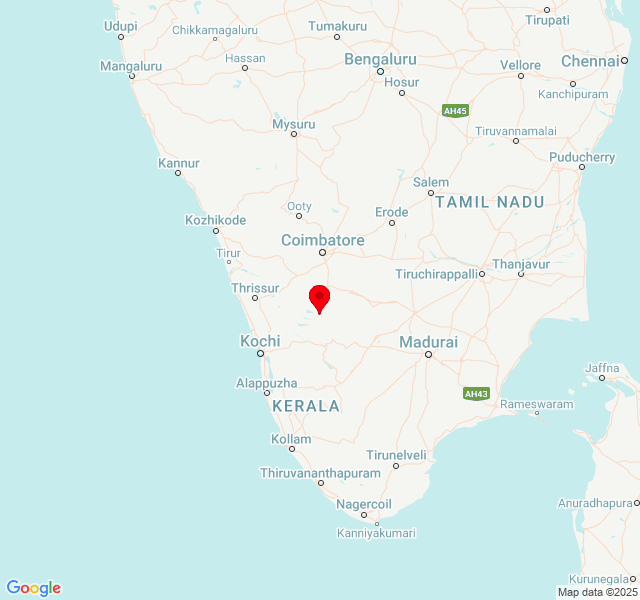 Udupi
Chikkamagaluru
Tumakuru
Tirupati
Hassan
Bengaluru
Chennai
Mangaluru
Vellore
Hosur
Kanchipuram
AH45
Mysuru
Tiruvannamalai
Kannur
Puducherry
Salem
Ooty
TAMIL NADU
Kozhikode
Erode
Coimbatore
Tirur
Tiruchirappalli
Thanjavur
Thrissur
Kochi
Madurai
Jaffna
Alappuzha
AH43
KERALA
Rameswaram
Kollam
Tirunelveli
Thiruvananthapuram
Nagercoil
Anuradhapura
Kanniyakumari
Kurunegala
Google
Map data ©2025